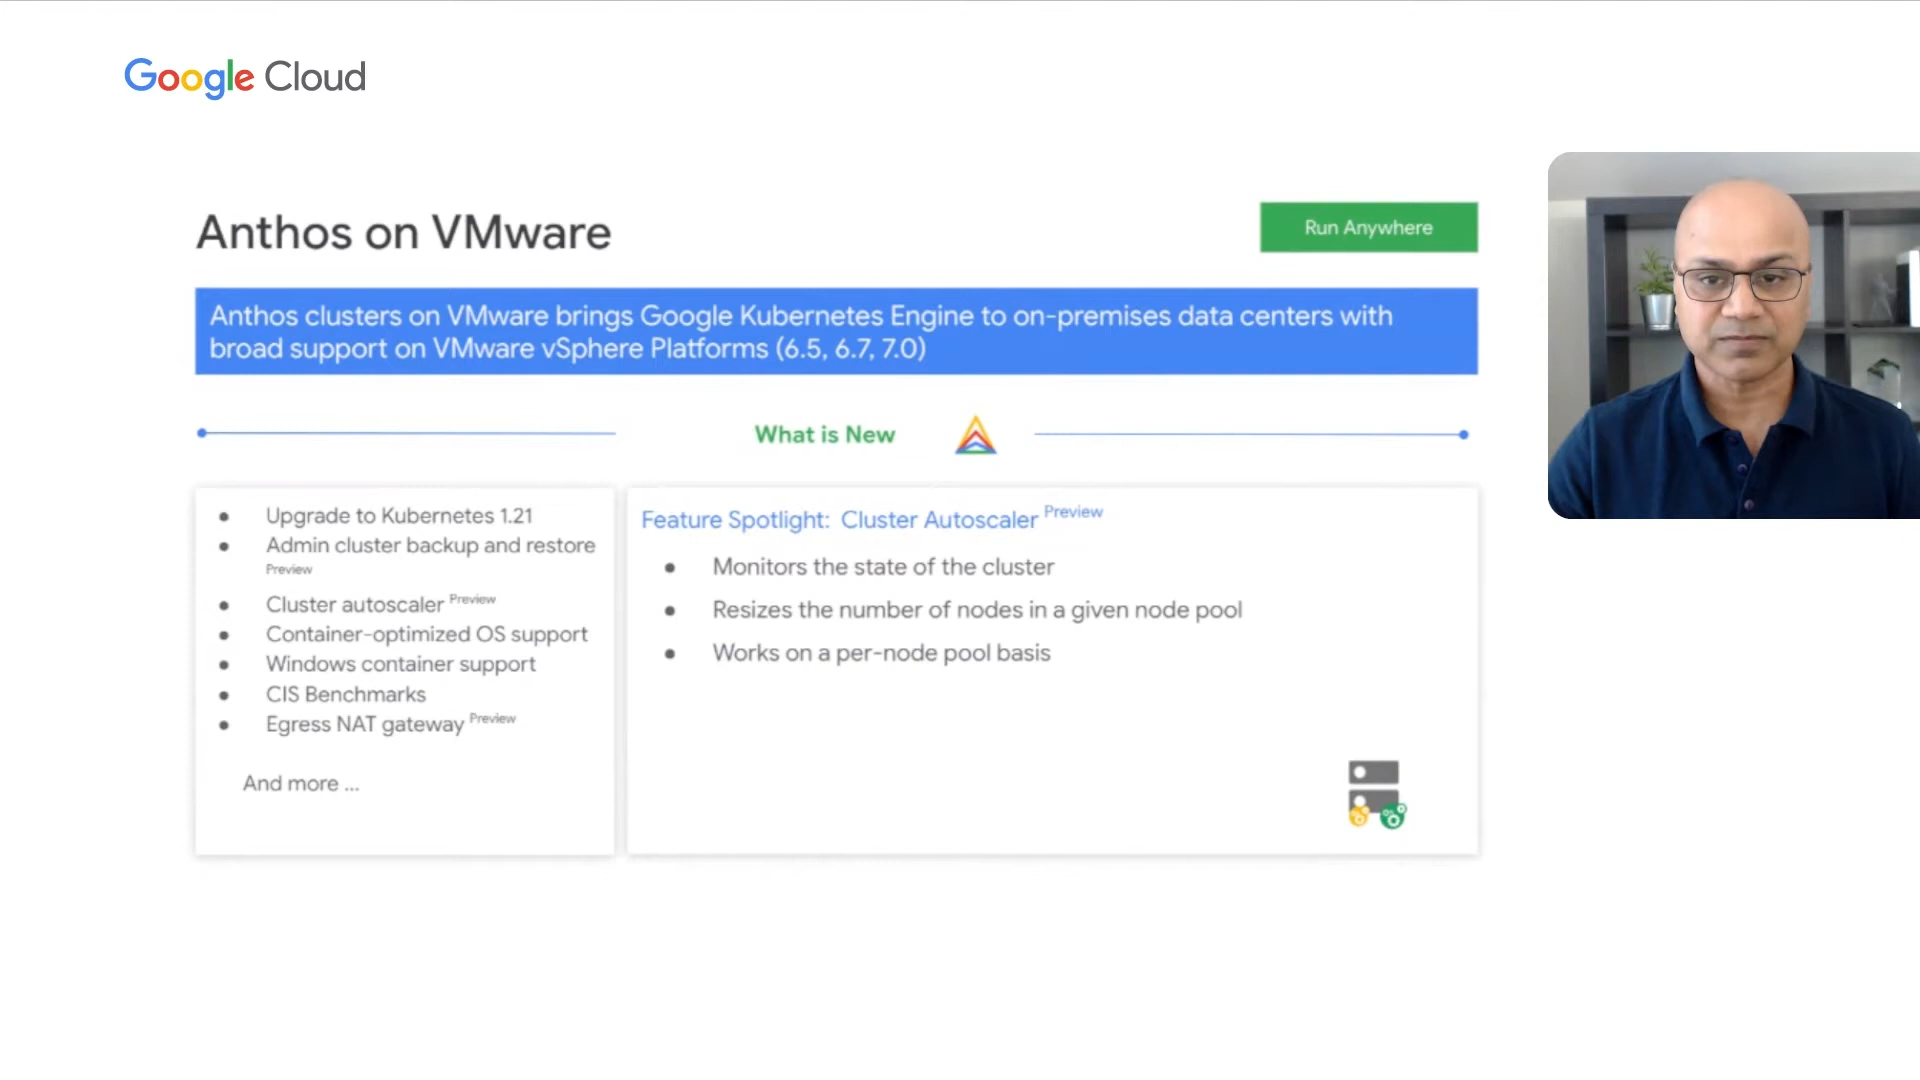 Google Cloud
Anthos on VMware
Run Anywhere
Anthos clusters on VMware brings Google Kubernetes Engine to on-premises data centers with
broad support on VMware vSphere Platforms (6.5, 6.7, 7.0)
What is New
● Upgrade to Kubernetes 1.21
● Admin cluster backup and restore
Preview
● Cluster autoscaler Preview
● Container-optimized OS support
● Windows container support
● CIS Benchmarks
● Egress NAT gateway Preview
And more ...
Feature Spotlight: Cluster Autoscaler Preview
● Monitors the state of the cluster
● Resizes the number of nodes in a given node pool
● Works on a per-node pool basis